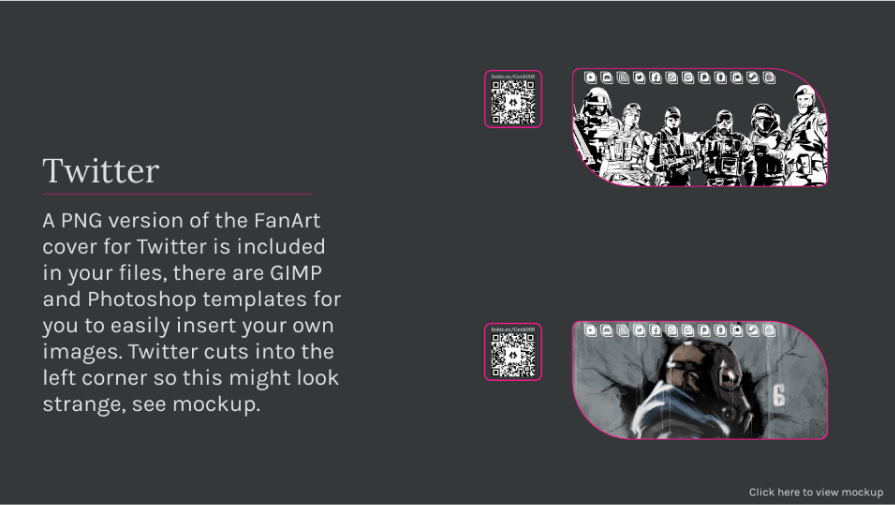 Twitter
A PNG version of the FanArt
cover for Twitter is included
in your files, there are GIMP
and Photoshop templates for
you to easily insert your own
images. Twitter cuts into the
left corner so this might look
strange, see mockup.
6
Click here to view mockup